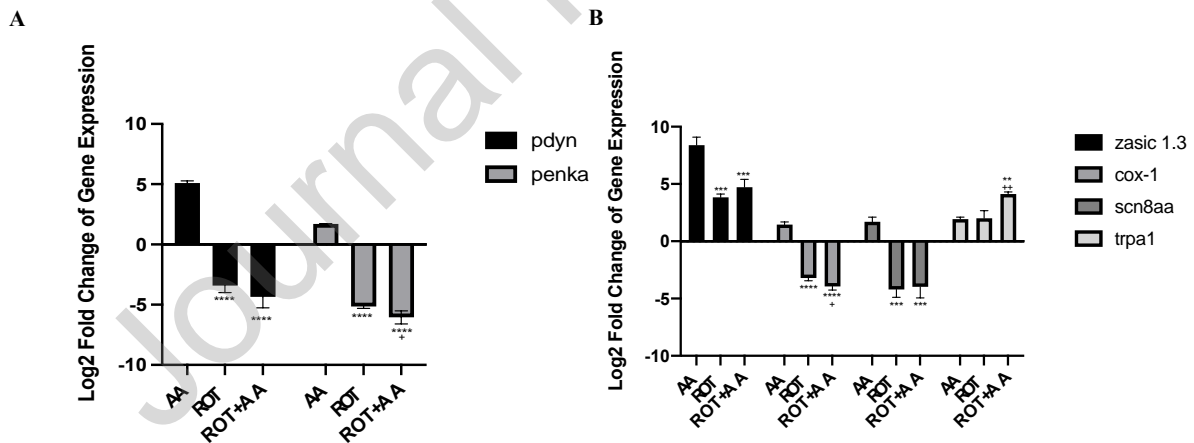 A
Log2 Fold Change of Gene Expression
10
5
0
-5
-10
****
****
****
****
+
AA
ROT
ROT+A A
AA
ROT
ROT+A A
pdyn
penka
B
Log2 Fold Change of Gene Expression
10
5
0
-5
-10
***
***
****
****
+
***
***
**
++
AA
ROT
ROT+A A
AA
ROT
ROT+A A
AA
ROT
ROT+A A
AA
ROT
ROT+A A
zasic 1.3
cox-1
scn8aa
trpa1
Journal